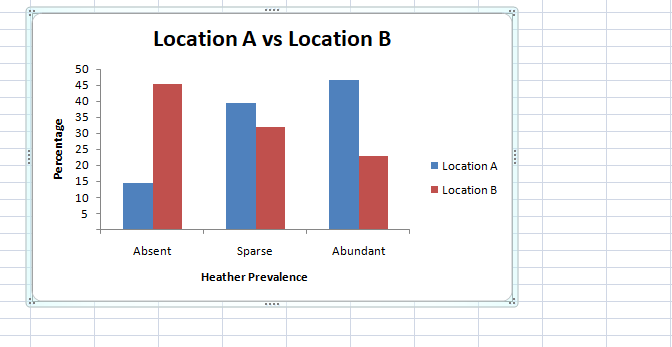 Location A vs Location B
50
45
40
35
30
25
20
15
10
5
Percentage
Absent
Sparse
Abundant
Heather Prevalence
Location A
Location B